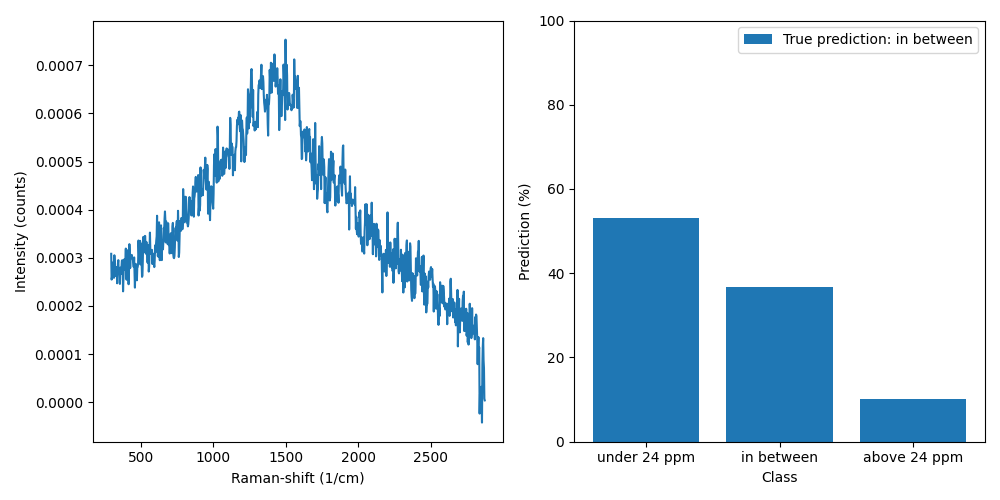 0.0007
0.0006
0.0005
0.0004
0.0003
0.0002
0.0001
0.0000
Intensity (counts)
500 1000 1500 2000 2500
Raman-shift (1/cm)
100
80
60
40
20
0
Prediction (%)
True prediction: in between
under 24 ppm in between above 24 ppm
Class